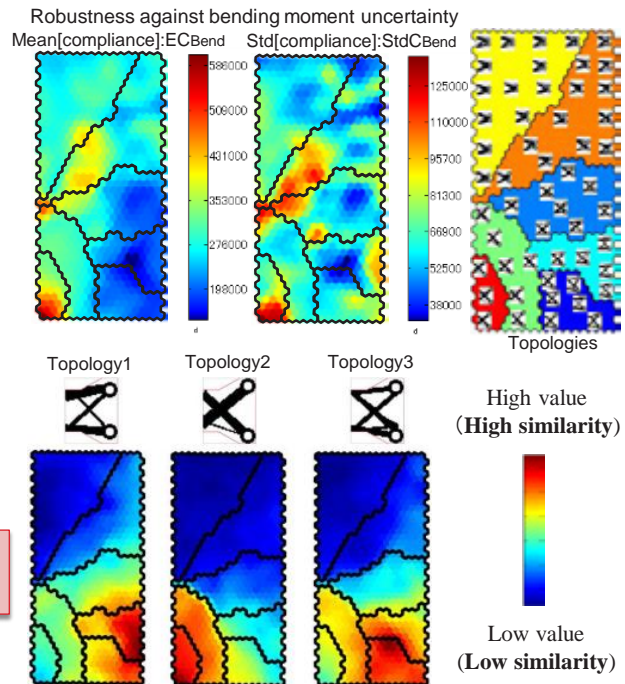 Robustness against bending moment uncertainty
Mean[compliance]:ECBend
Std[compliance]:StdCBend
586000
509000
431000
353000
276000
198000
d
125000
110000
95700
81300
66900
52500
38000
d
Topologies
Topology1
Topology2
Topology3
High value
(High similarity)
Low value
(Low similarity)